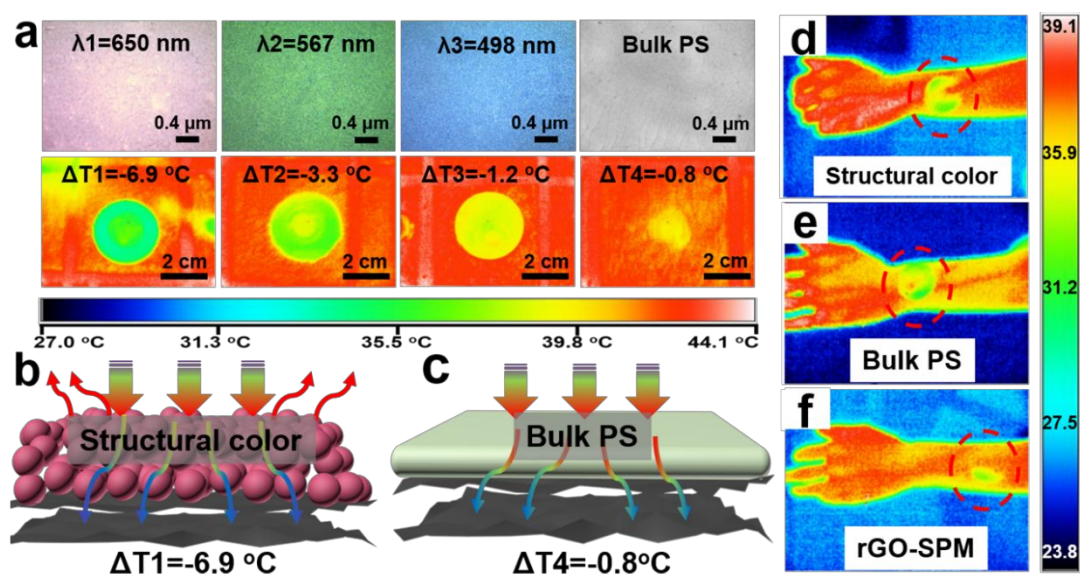 a
λ1=650 nm
λ2=567 nm
λ3=498 nm
Bulk PS
0.4 μm
0.4 μm
0.4 μm
0.4 μm
ΔT1=-6.9 ºC
ΔT2=-3.3 ºC
ΔT3=-1.2 ºC
ΔT4=-0.8 ºC
2 cm
2 cm
2 cm
2 cm
27.0 ºC
31.3 ºC
35.5 ºC
39.8 ºC
44.1 ºC
b
Structural color
ΔT1=-6.9 ºC
c
Bulk PS
ΔT4=-0.8ºC
d
Structural color
e
Bulk PS
f
rGO-SPM
39.1
35.9
31.2
27.5
23.8